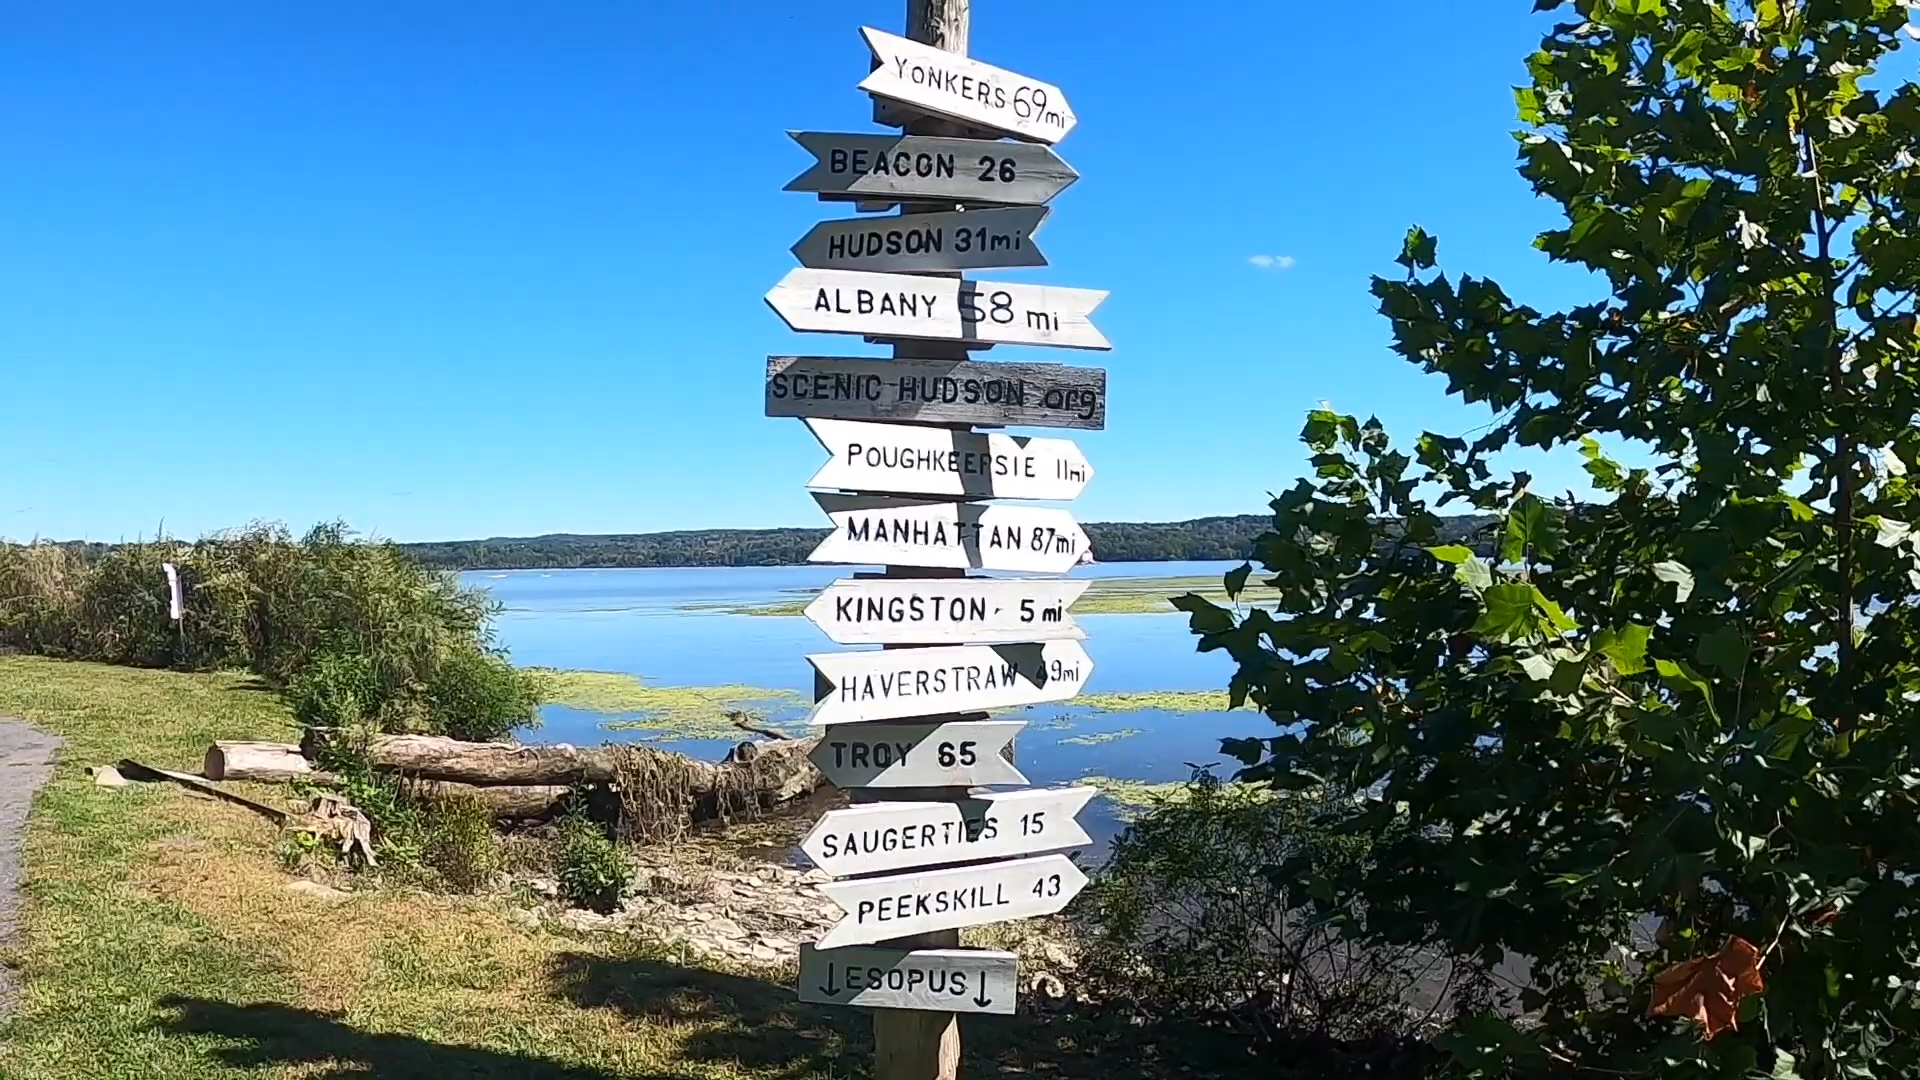 YONKERS 69mi
BEACON 26
HUDSON 31mi
ALBANY 58 mi
SCENIC HUDSON.org
POUGHKEEPSIE 11mi
MANHATTAN 87mi
KINGSTON 5 mi
HAVERSTRAW 49mi
TROY 65
SAUGERTIES 15
PEEKSKILL 43
↓ESOPUS↓